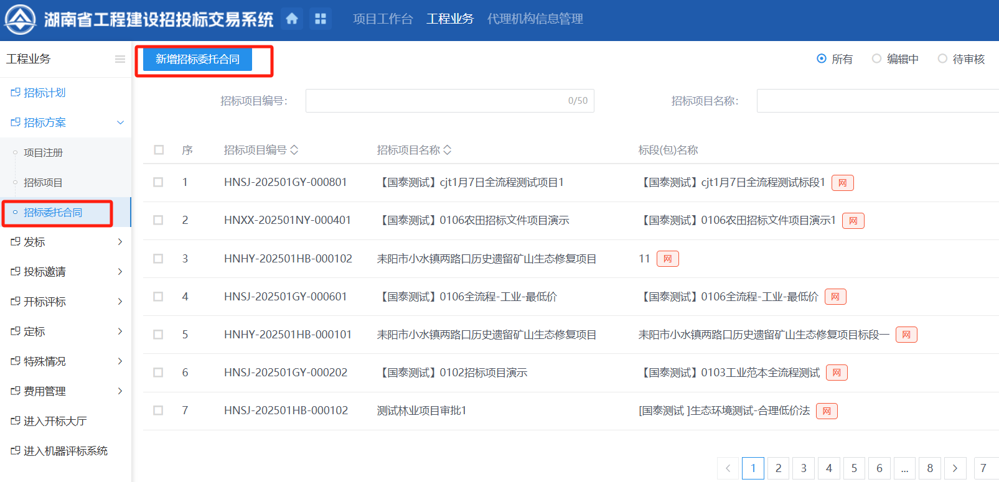 湖南省工程建设招投标交易系统 项目工作台 工程业务 代理机构信息管理
工程业务
招标计划
招标方案
项目注册
招标项目
招标委托合同
发标
投标邀请
开标评标
定标
特殊情况
费用管理
进入开标大厅
进入机器评标系统
新增招标委托合同 所有 编辑中 待审核
招标项目编号: 0/50 招标项目名称:
序 招标项目编号 招标项目名称 标段(包)名称
1 HNSJ-202501GY-000801 【国泰测试】cjt1月7日全流程测试项目1 【国泰测试】cjt1月7日全流程测试标段1 网
2 HNXX-202501NY-000401 【国泰测试】0106农田招标文件项目演示 【国泰测试】0106农田招标文件项目演示1 网
3 HNHY-202501HB-000102 耒阳市小水镇两路口历史遗留矿山生态修复项目 11 网
4 HNSJ-202501GY-000601 【国泰测试】0106全流程-工业-最低价 【国泰测试】0106全流程-工业-最低价 网
5 HNHY-202501HB-000101 耒阳市小水镇两路口历史遗留矿山生态修复项目 耒阳市小水镇两路口历史遗留矿山生态修复项目标段一 网
6 HNSJ-202501GY-000202 【国泰测试】0102招标项目演示 【国泰测试】0103工业范本全流程测试 网
7 HNSJ-202501HB-000102 测试林业项目审批1 [国泰测试 ]生态环境测试-合理低价法 网
1 2 3 4 5 6 ... 8 7